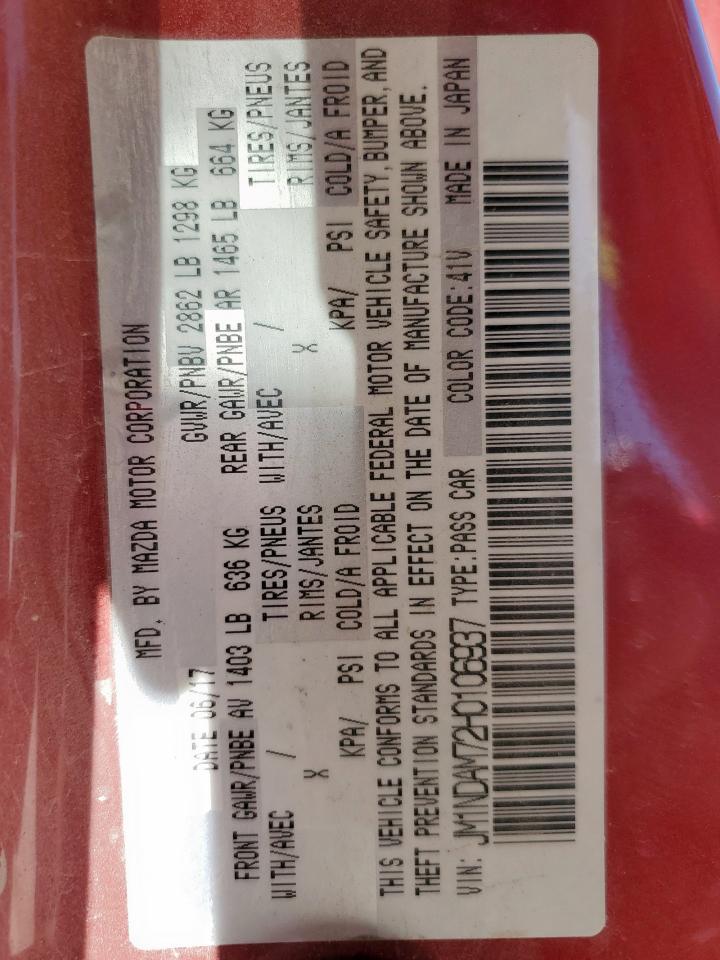 MFD. BY MAZDA MOTOR CORPORATION
DATE 06/17 GVWR/PNBV 2862 LB 1298 KG
FRONT GAWR/PNBE AV 1403 LB 636 KG REAR GAWR/PNBE AR 1465 LB 664 KG
WITH/AVEC / TIRES/PNEUS WITH/AVEC / TIRES/PNEUS
X RIMS/JANTES X RIMS/JANTES
KPA/ PSI COLD/A FROID KPA/ PSI COLD/A FROID
THIS VEHICLE CONFORMS TO ALL APPLICABLE FEDERAL MOTOR VEHICLE SAFETY, BUMPER, AND
THEFT PREVENTION STANDARDS IN EFFECT ON THE DATE OF MANUFACTURE SHOWN ABOVE.
VIN: JM1NDAM72H0106937 TYPE:PASS CAR COLOR CODE:41V MADE IN JAPAN